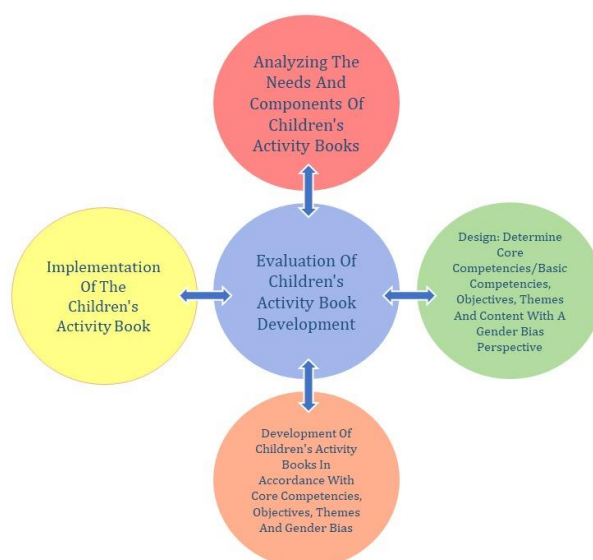 Analyzing The
Needs And
Components Of
Children's
Activity Books
Implementation
Of The
Children's
Activity Book
Evaluation Of
Children's
Activity Book
Development
Design: Determine
Core
Competencies/Basic
Competencies,
Objectives, Themes
And Content With A
Gender Bias
Perspective
Development Of
Children's Activity
Books In
Accordance With
Core Competencies,
Objectives, Themes
And Gender Bias